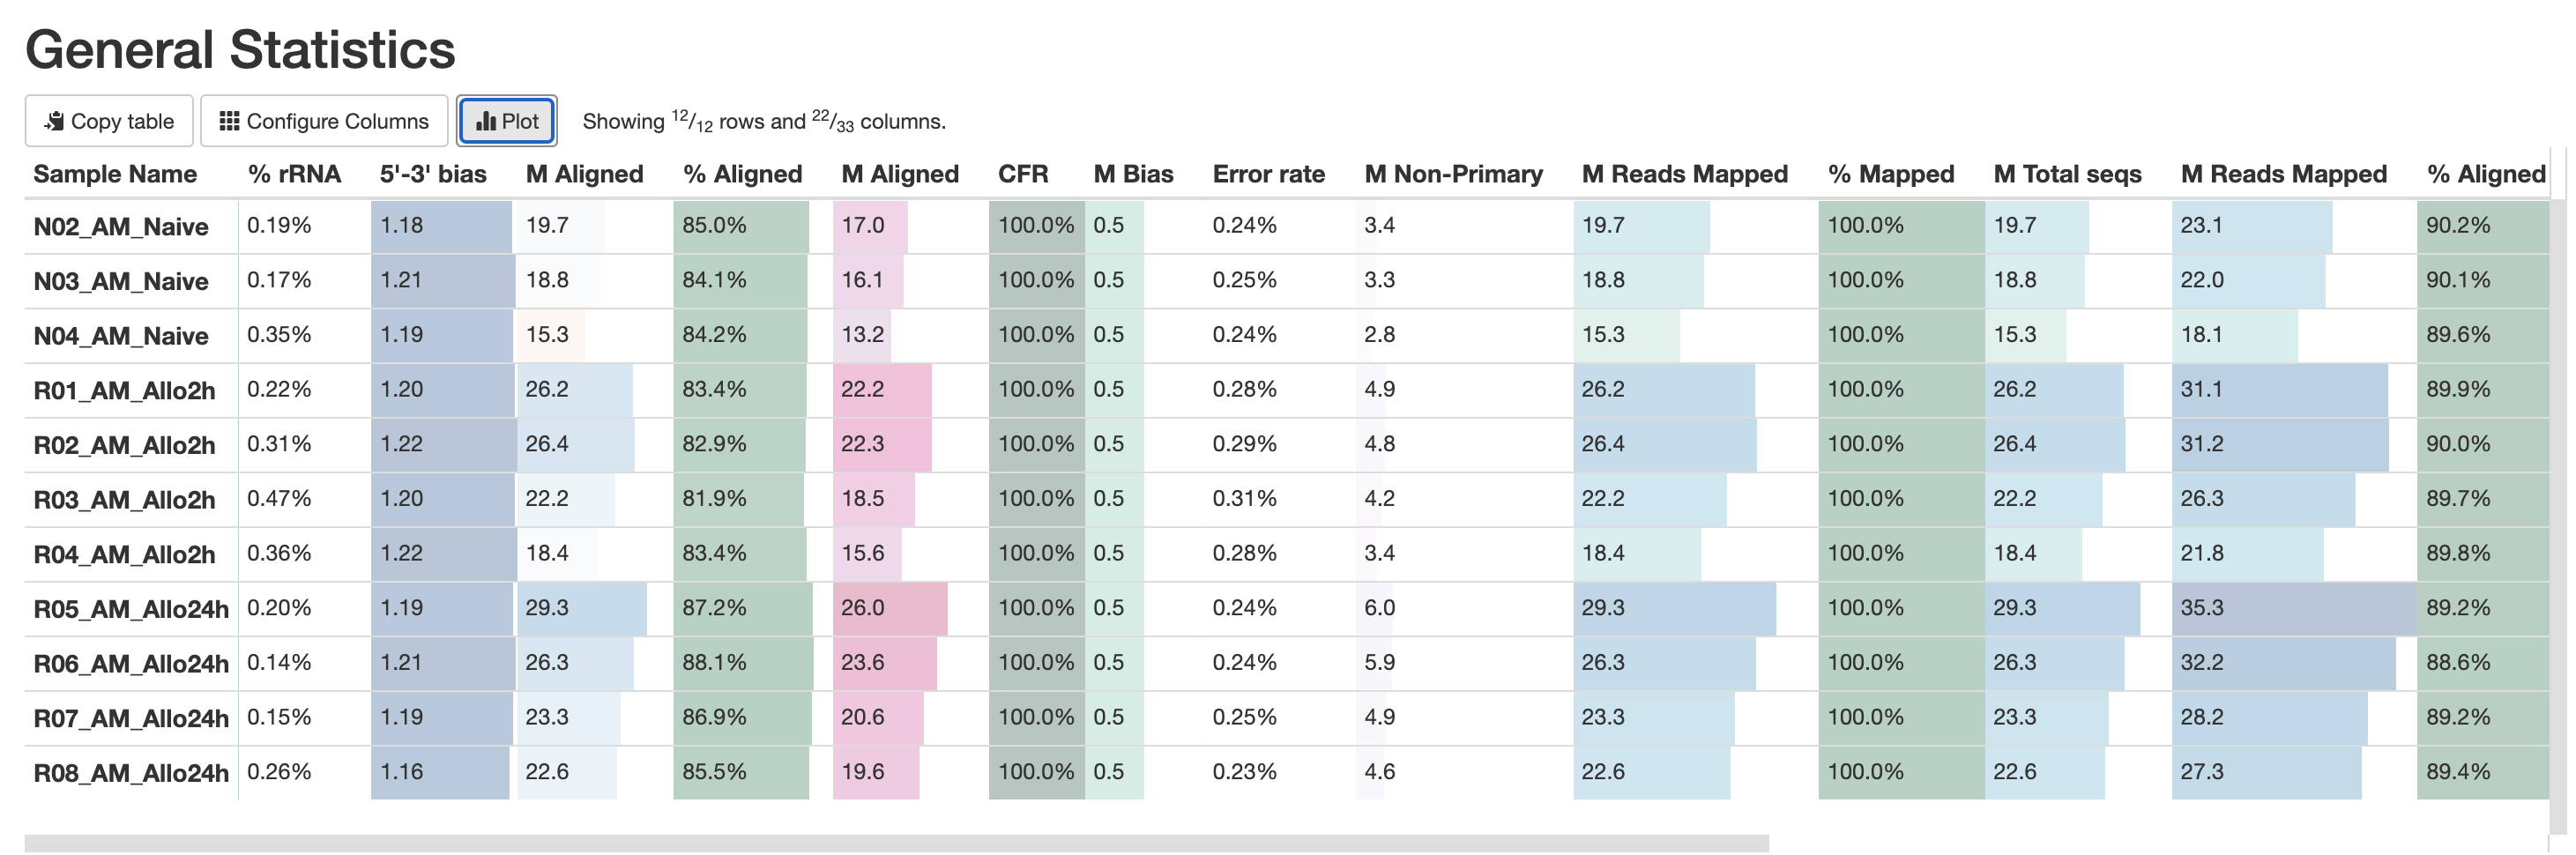 General Statistics
Copy table Configure Columns Plot Showing 12/12 rows and 22/33 columns.
Sample Name % rRNA 5'-3' bias M Aligned % Aligned M Aligned CFR M Bias Error rate M Non-Primary M Reads Mapped % Mapped M Total seqs M Reads Mapped % Aligned
N02_AM_Naive 0.19% 1.18 19.7 85.0% 17.0 100.0% 0.5 0.24% 3.4 19.7 100.0% 19.7 23.1 90.2%
N03_AM_Naive 0.17% 1.21 18.8 84.1% 16.1 100.0% 0.5 0.25% 3.3 18.8 100.0% 18.8 22.0 90.1%
N04_AM_Naive 0.35% 1.19 15.3 84.2% 13.2 100.0% 0.5 0.24% 2.8 15.3 100.0% 15.3 18.1 89.6%
R01_AM_Allo2h 0.22% 1.20 26.2 83.4% 22.2 100.0% 0.5 0.28% 4.9 26.2 100.0% 26.2 31.1 89.9%
R02_AM_Allo2h 0.31% 1.22 26.4 82.9% 22.3 100.0% 0.5 0.29% 4.8 26.4 100.0% 26.4 31.2 90.0%
R03_AM_Allo2h 0.47% 1.20 22.2 81.9% 18.5 100.0% 0.5 0.31% 4.2 22.2 100.0% 22.2 26.3 89.7%
R04_AM_Allo2h 0.36% 1.22 18.4 83.4% 15.6 100.0% 0.5 0.28% 3.4 18.4 100.0% 18.4 21.8 89.8%
R05_AM_Allo24h 0.20% 1.19 29.3 87.2% 26.0 100.0% 0.5 0.24% 6.0 29.3 100.0% 29.3 35.3 89.2%
R06_AM_Allo24h 0.14% 1.21 26.3 88.1% 23.6 100.0% 0.5 0.24% 5.9 26.3 100.0% 26.3 32.2 88.6%
R07_AM_Allo24h 0.15% 1.19 23.3 86.9% 20.6 100.0% 0.5 0.25% 4.9 23.3 100.0% 23.3 28.2 89.2%
R08_AM_Allo24h 0.26% 1.16 22.6 85.5% 19.6 100.0% 0.5 0.23% 4.6 22.6 100.0% 22.6 27.3 89.4%